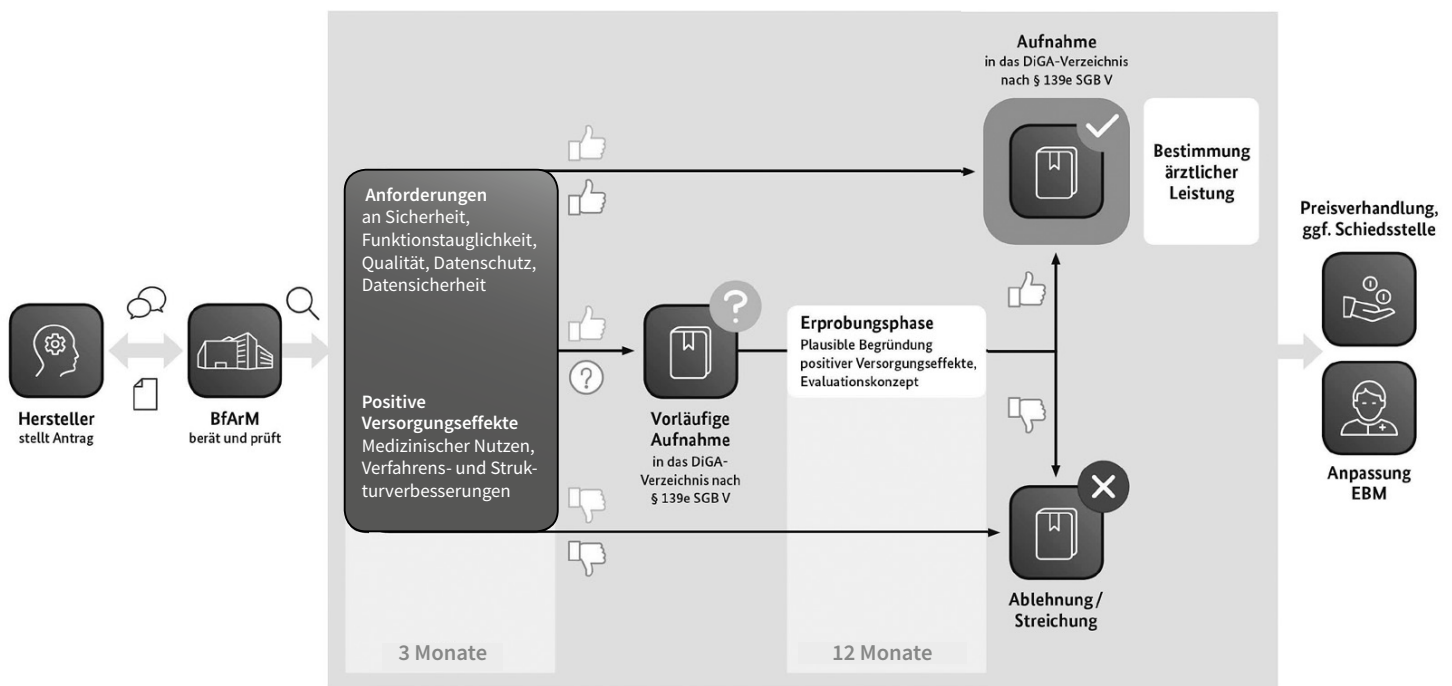 Hersteller
stellt Antrag
BfArM
berät und prüft
Anforderungen
an Sicherheit,
Funktionstauglichkeit,
Qualität, Datenschutz,
Datensicherheit
Positive
Versorgungseffekte
Medizinischer Nutzen,
Verfahrens- und Struk-
turverbesserungen
3 Monate
?
?
Vorläufige
Aufnahme
in das DiGA-
Verzeichnis nach
§ 139e SGB V
Erprobungsphase
Plausible Begründung
positiver Versorgungseffekte,
Evaluationskonzept
12 Monate
Aufnahme
in das DiGA-Verzeichnis
nach § 139e SGB V
Bestimmung
ärztlicher
Leistung
Ablehnung/
Streichung
Preisverhandlung,
ggf. Schiedsstelle
Anpassung
EBM